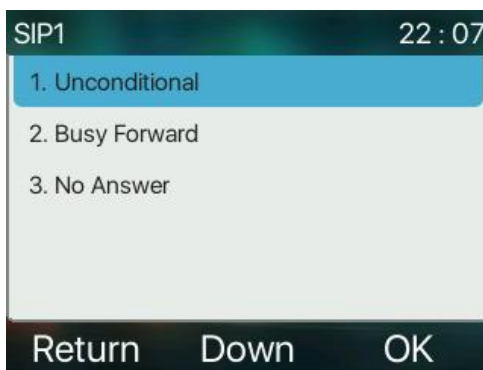 SIP1 22 : 07
1. Unconditional
2. Busy Forward
3. No Answer
Return Down OK